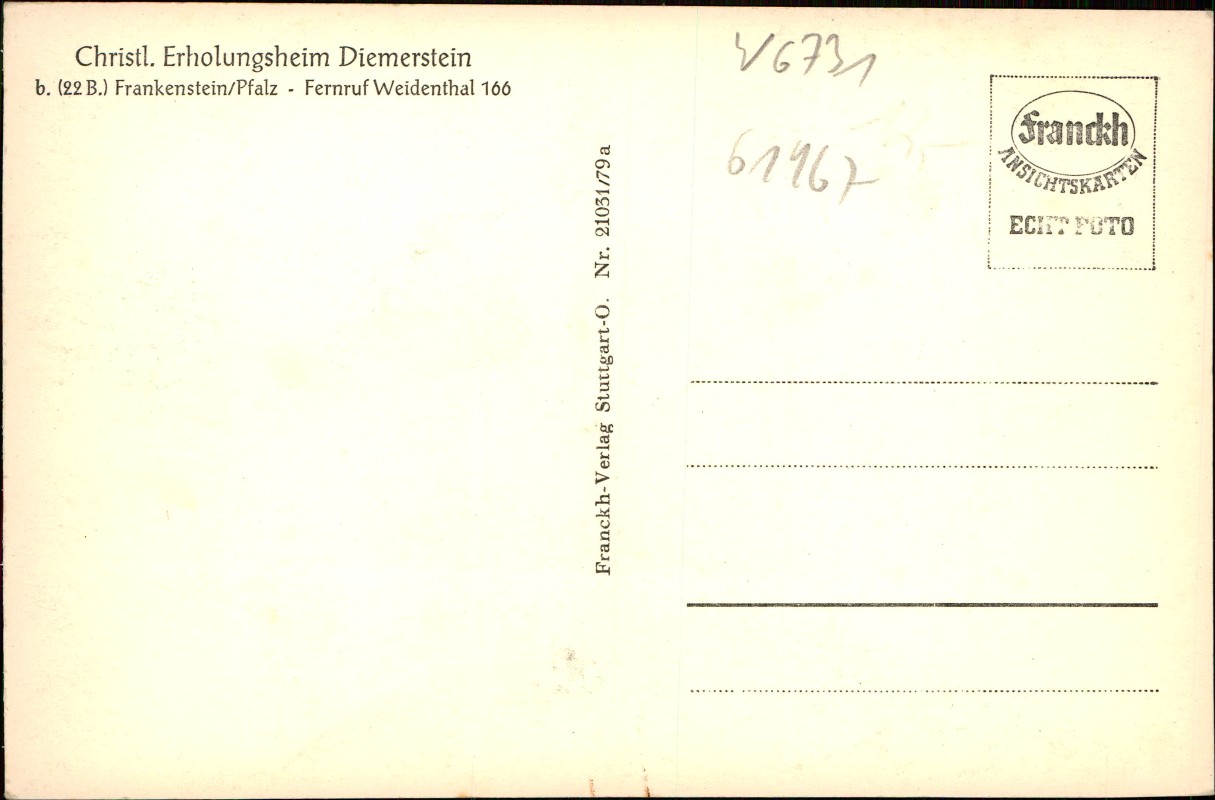 Christl. Erholungsheim Diemerstein
b. (22 B.) Frankenstein/Pfalz - Fernruf Weidenthal 166
Franckh-Verlag Stuttgart-O. Nr. 21031/79a
6731
61967
Franckh
ANSICHTSKARTEN
ECHT FOTO